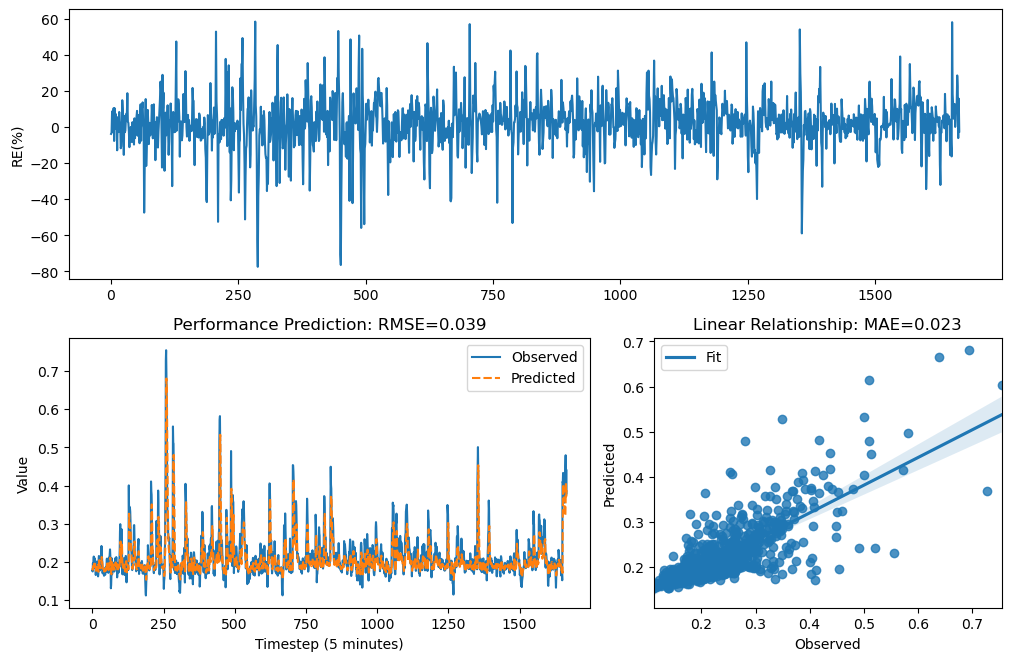 60
40
20
0
−20
−40
−60
−80
RE(%)
0 250 500 750 1000 1250 1500
Performance Prediction: RMSE=0.039
Observed
Predicted
0.7
0.6
0.5
0.4
0.3
0.2
0.1
Value
0 250 500 750 1000 1250 1500
Timestep (5 minutes)
Linear Relationship: MAE=0.023
Fit
0.7
0.6
0.5
0.4
0.3
0.2
Predicted
0.2 0.3 0.4 0.5 0.6 0.7
Observed